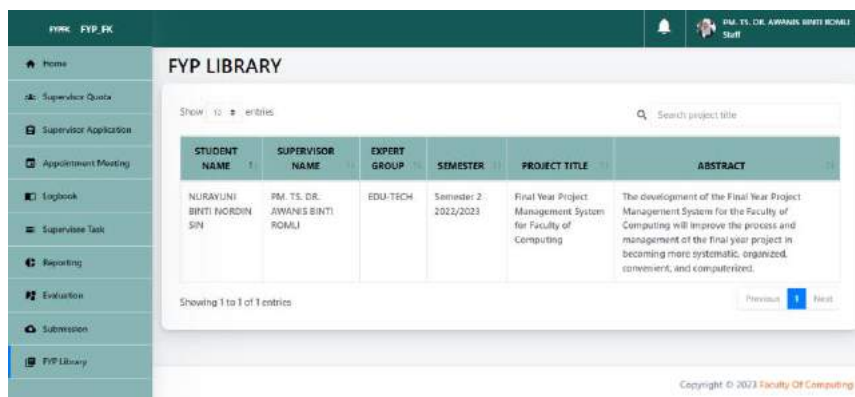 FYPFK FYP_FK
PM. TS. DR. AWANIS BINTI ROMLI
Staff
Home
Supervisor Quota
Supervisor Application
Appointment Meeting
Logbook
Supervisee Task
Reporting
Evaluation
Submission
FYP Library
FYP LIBRARY
Show 10 entries
Search project title
STUDENT NAME
SUPERVISOR NAME
EXPERT GROUP
SEMESTER
PROJECT TITLE
ABSTRACT
NURAYUNI
BINTI NORDIN
SIN
PM. TS. DR.
AWANIS BINTI
ROMLI
EDU-TECH
Semester 2
2022/2023
Final Year Project
Management System
for Faculty of
Computing
The development of the Final Year Project
Management System for the Faculty of
Computing will improve the process and
management of the final year project in
becoming more systematic, organized,
convenient, and computerized.
Showing 1 to 1 of 1 entries
Previous 1 Next
Copyright © 2023 Faculty Of Computing